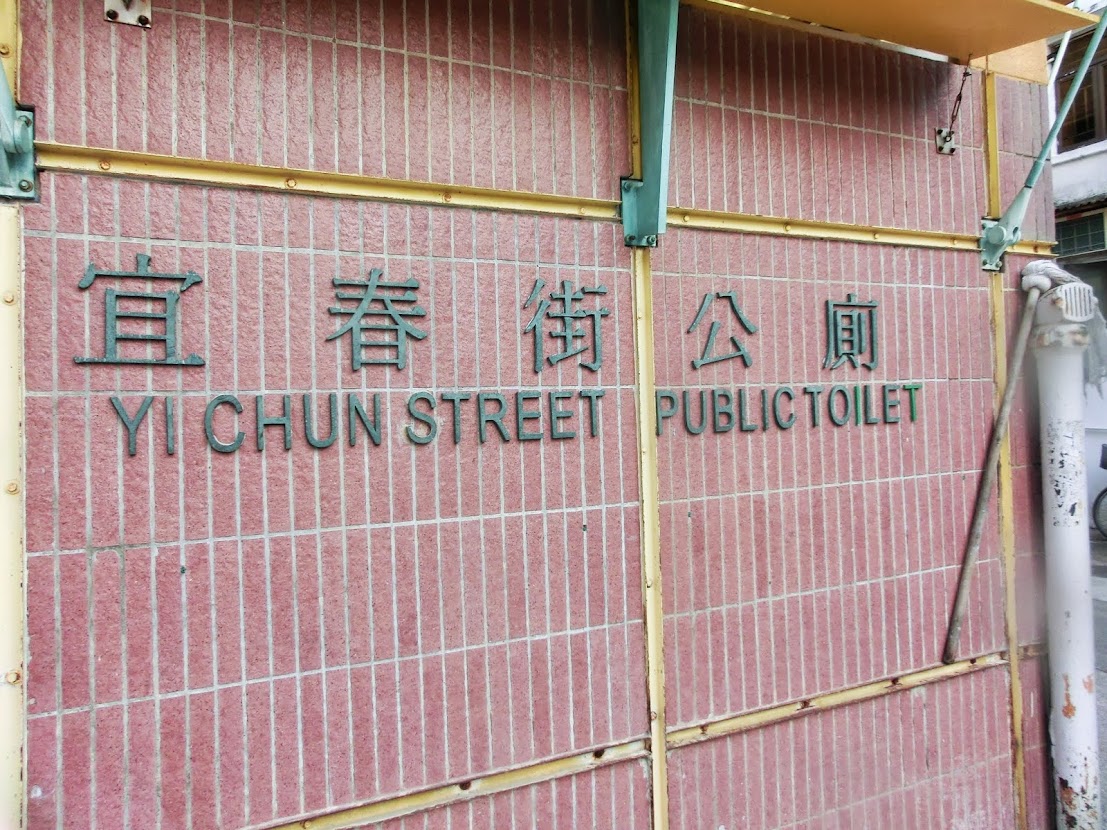 宜春街公廁
YI CHUN STREET PUBLIC TOILET